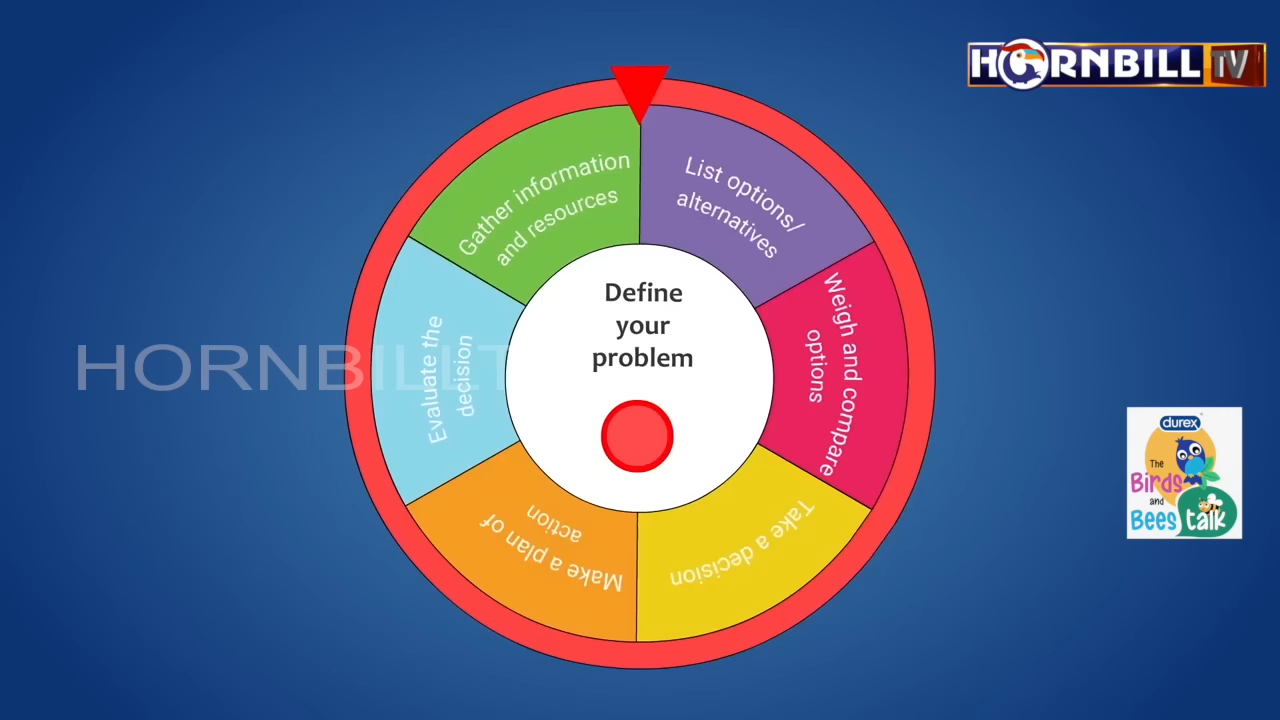 HORNBILL TV
Gather information
and resources
List options/
alternatives
Define
your
problem
Weigh and compare
options
Evaluate the
decision
HORNBILLT
durex
The
Birds
and
Bees talk
Make a plan of
action
Take a decision